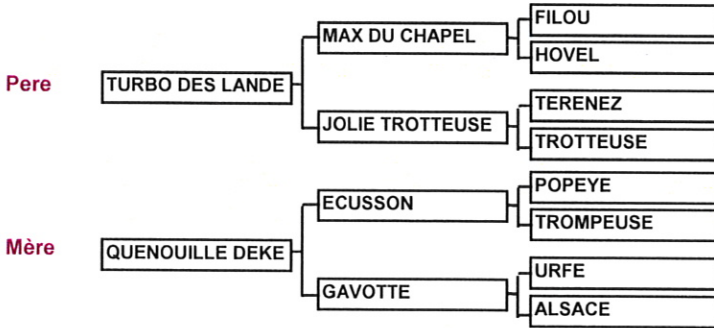 FILOU
MAX DU CHAPEL
HOVEL
Pere
TURBO DES LANDE
TERENEZ
JOLIE TROTTEUSE
TROTTEUSE
POPEYE
ECUSSON
TROMPEUSE
Mère
QUENOUILLE DEKE
URFE
GAVOTTE
ALSACE